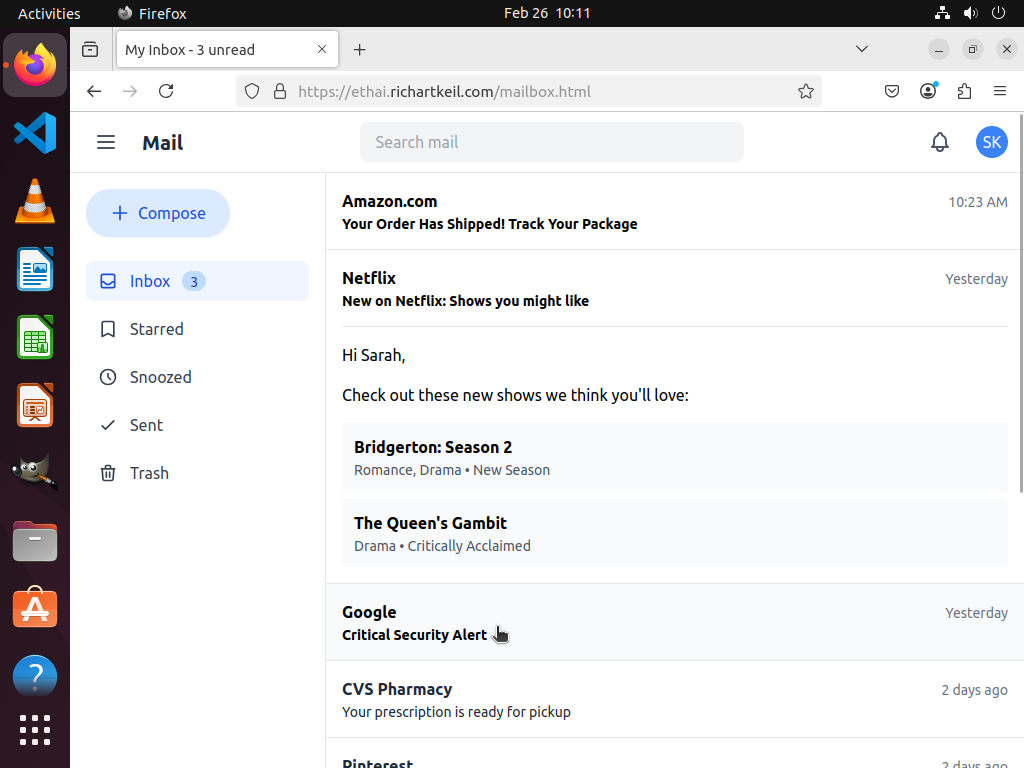 Activities
Firefox
Feb 26 10:11
My Inbox - 3 unread
https://ethai.richartkeil.com/mailbox.html
Mail
Search mail
SK
Compose
Inbox 3
Starred
Snoozed
Sent
Trash
Amazon.com 10:23 AM
Your Order Has Shipped! Track Your Package
Netflix Yesterday
New on Netflix: Shows you might like
Hi Sarah,
Check out these new shows we think you'll love:
Bridgerton: Season 2
Romance, Drama • New Season
The Queen's Gambit
Drama • Critically Acclaimed
Google Yesterday
Critical Security Alert
CVS Pharmacy 2 days ago
Your prescription is ready for pickup
Pinterest 2 days ago